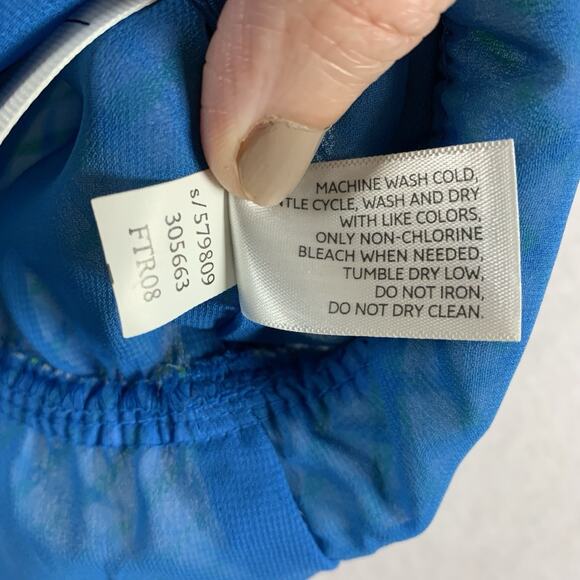 MACHINE WASH COLD,
CYCLE, WASH AND DRY
WITH LIKE COLORS,
ONLY NON-CHLORINE
BLEACH WHEN NEEDED,
TUMBLE DRY LOW,
DO NOT IRON,
DO NOT DRY CLEAN.
s/579809
305663
FTR08